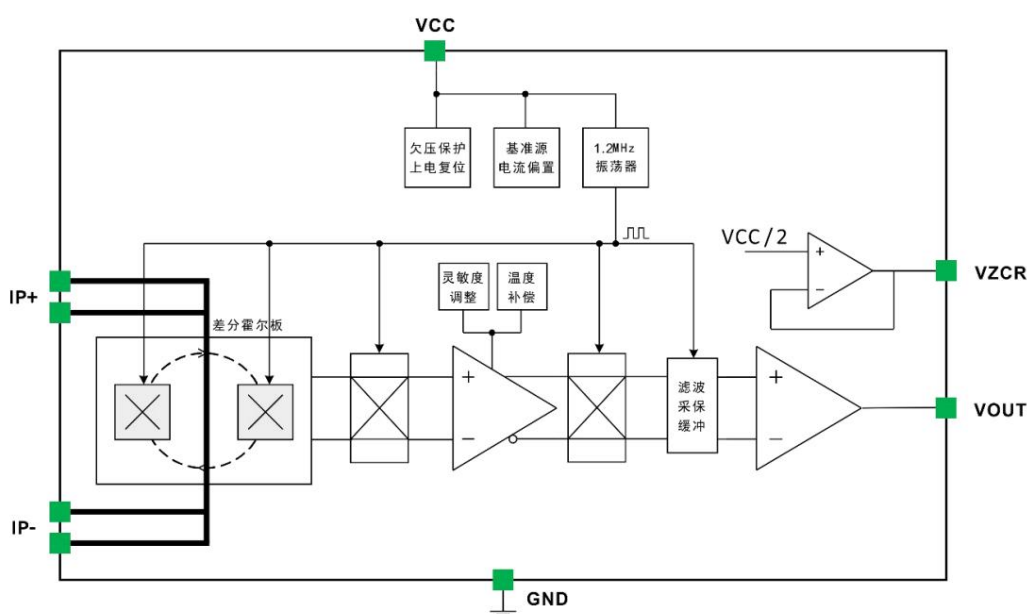 VCC
欠压保护
上电复位
基准源
电流偏置
1.2MHz
振荡器
VCC/2
+
−
VZCR
IP+
灵敏度
调整
温度
补偿
差分霍尔板
+
−
滤波
采保
缓冲
+
−
VOUT
IP-
GND